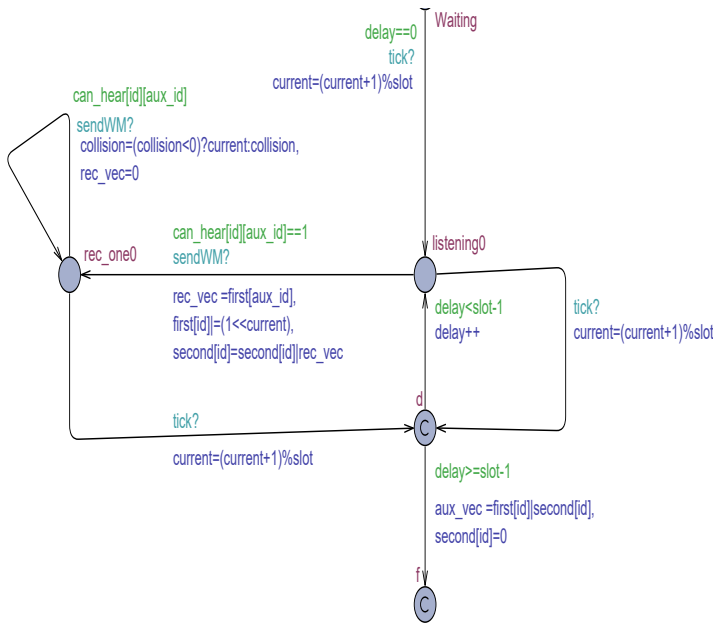 Waiting
delay==0
tick?
current=(current+1)%slot
can_hear[id][aux_id]
sendWM?
collision=(collision<0)?current:collision,
rec_vec=0
rec_one0
can_hear[id][aux_id]==1
sendWM?
rec_vec =first[aux_id],
first[id]|=(1<<current),
second[id]=second[id]|rec_vec
listening0
delay<slot-1
delay++
tick?
current=(current+1)%slot
d
C
tick?
current=(current+1)%slot
delay>=slot-1
aux_vec =first[id]|second[id],
second[id]=0
f
C